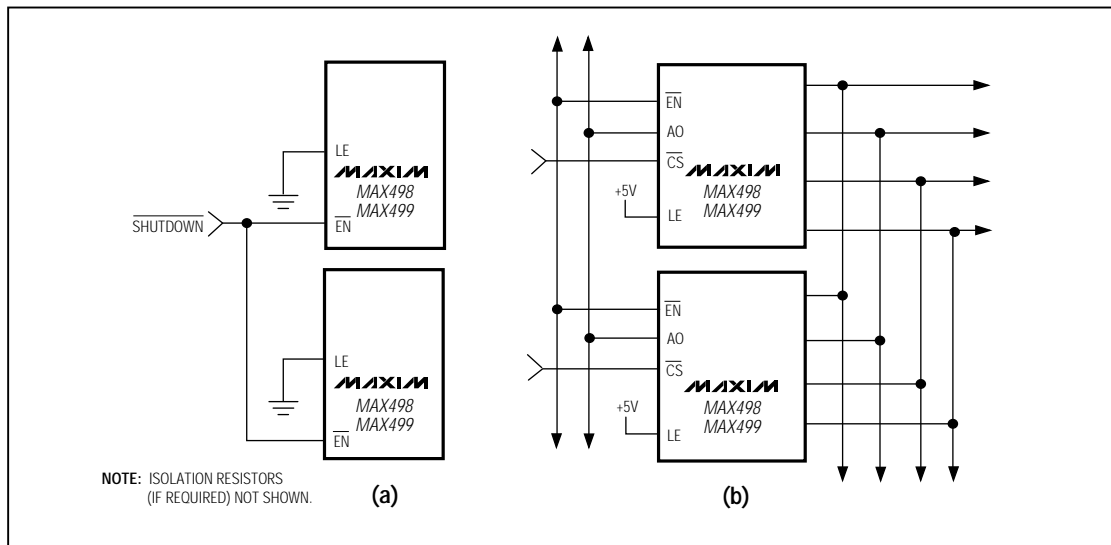 LE
MAXIM
MAX498
MAX499
SHUTDOWN
EN
LE
MAXIM
MAX498
MAX499
EN
NOTE: ISOLATION RESISTORS
(IF REQUIRED) NOT SHOWN.
(a)
EN
AO
CS
MAXIM
+5V
MAX498
MAX499
LE
EN
AO
CS
MAXIM
+5V
MAX498
MAX499
LE
(b)